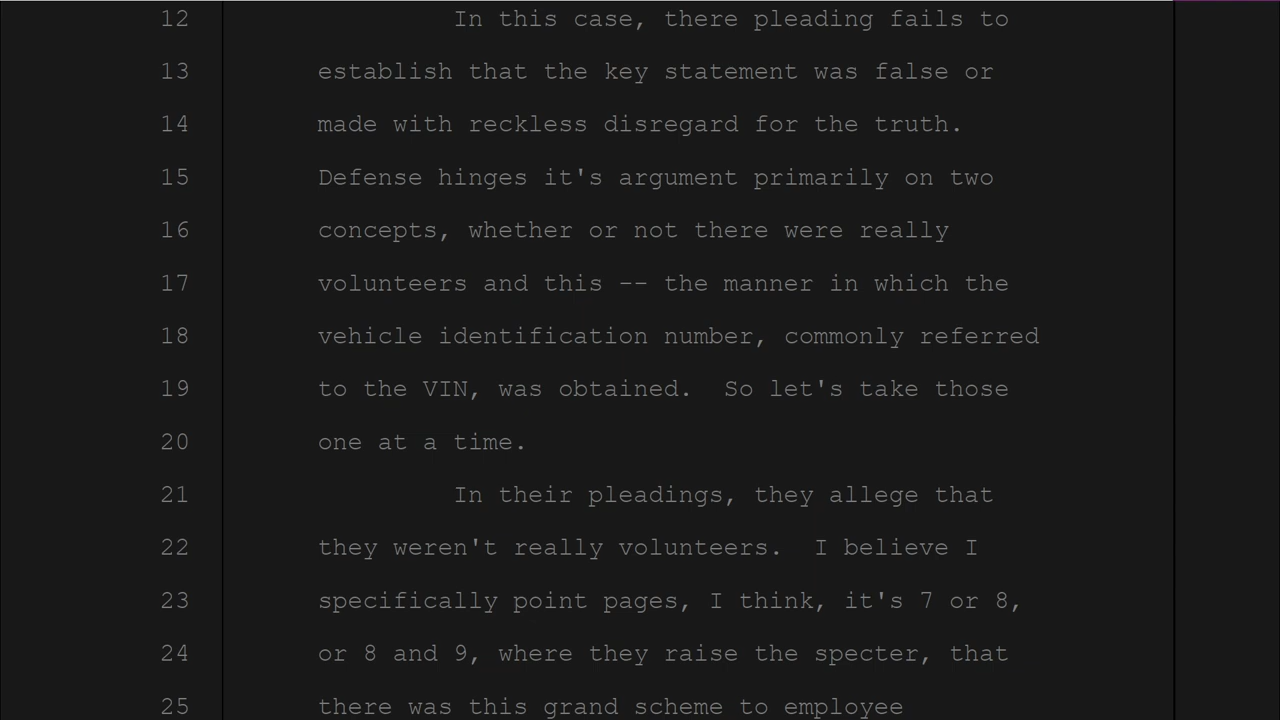 12 In this case, there pleading fails to
13 establish that the key statement was false or
14 made with reckless disregard for the truth.
15 Defense hinges it's argument primarily on two
16 concepts, whether or not there were really
17 volunteers and this -- the manner in which the
18 vehicle identification number, commonly referred
19 to the VIN, was obtained. So let's take those
20 one at a time.
21 In their pleadings, they allege that
22 they weren't really volunteers. I believe I
23 specifically point pages, I think, it's 7 or 8,
24 or 8 and 9, where they raise the specter, that
25 there was this grand scheme to employee